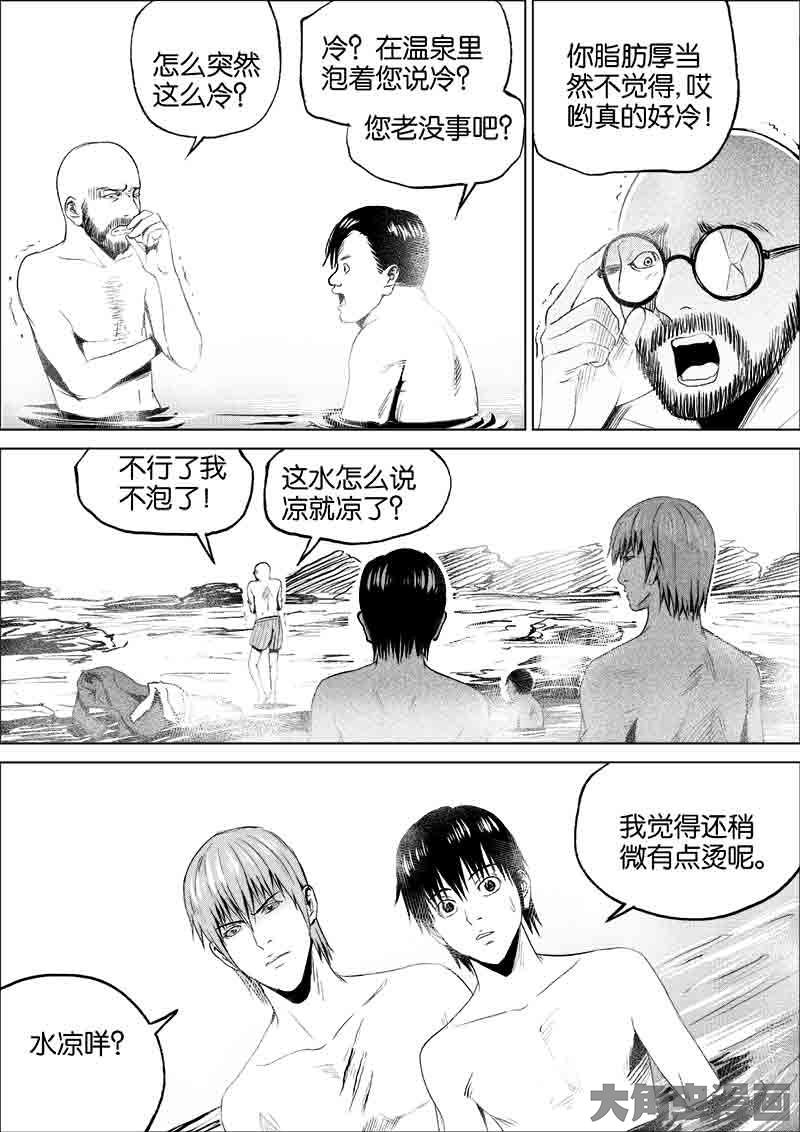 怎么突然
这么冷？
冷？在温泉里
泡着您说冷？
您老没事吧？
你脂肪厚当
然不觉得，哎
哟真的好冷！
不行了我
不泡了！
这水怎么说
凉就凉了？
我觉得还稍
微有点烫呢。
水凉咩？
大角虫漫画